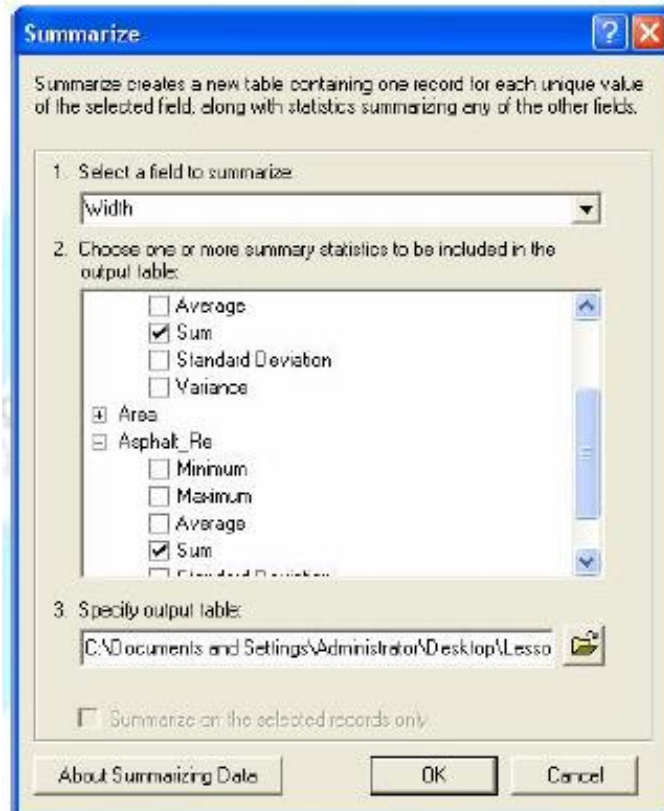 Summarize
Summarize creates a new table containing one record for each unique value
of the selected field, along with statistics summarizing any of the other fields.
1. Select a field to summarize:
Width
2. Choose one or more summary statistics to be included in the
output table:
Average
Sum
Standard Deviation
Variance
Area
Asphalt_Re
Minimum
Maximum
Average
Sum
Standard Deviation
3. Specify output table:
C:\Documents and Settings\Administrator\Desktop\Lesso
Summarize on the selected records only
About Summarizing Data
OK
Cancel